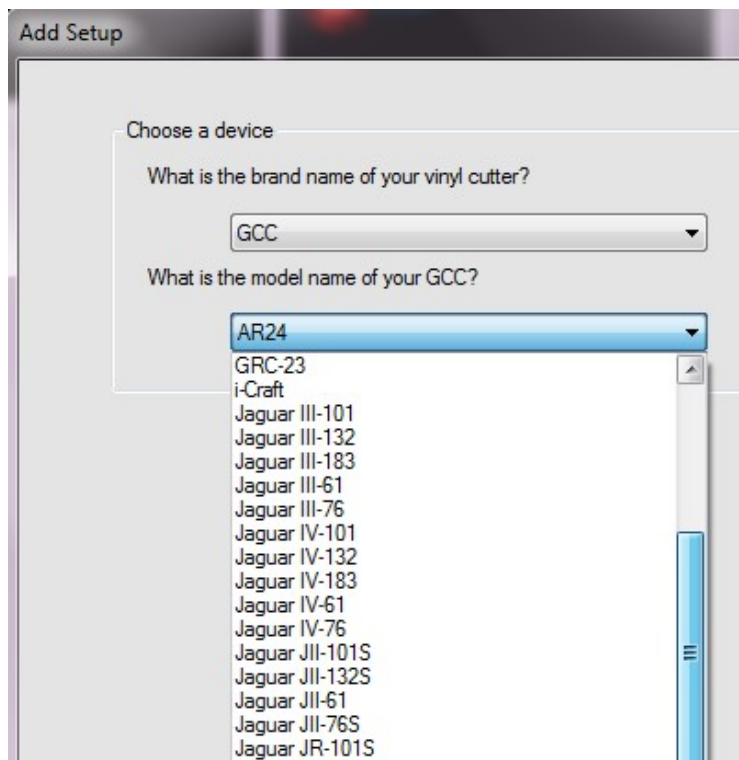 Add Setup
Choose a device
What is the brand name of your vinyl cutter?
GCC
What is the model name of your GCC?
AR24
GRC-23
i-Craft
Jaguar III-101
Jaguar III-132
Jaguar III-183
Jaguar III-61
Jaguar III-76
Jaguar IV-101
Jaguar IV-132
Jaguar IV-183
Jaguar IV-61
Jaguar IV-76
Jaguar JII-101S
Jaguar JII-132S
Jaguar JII-61
Jaguar JII-76S
Jaguar JR-101S